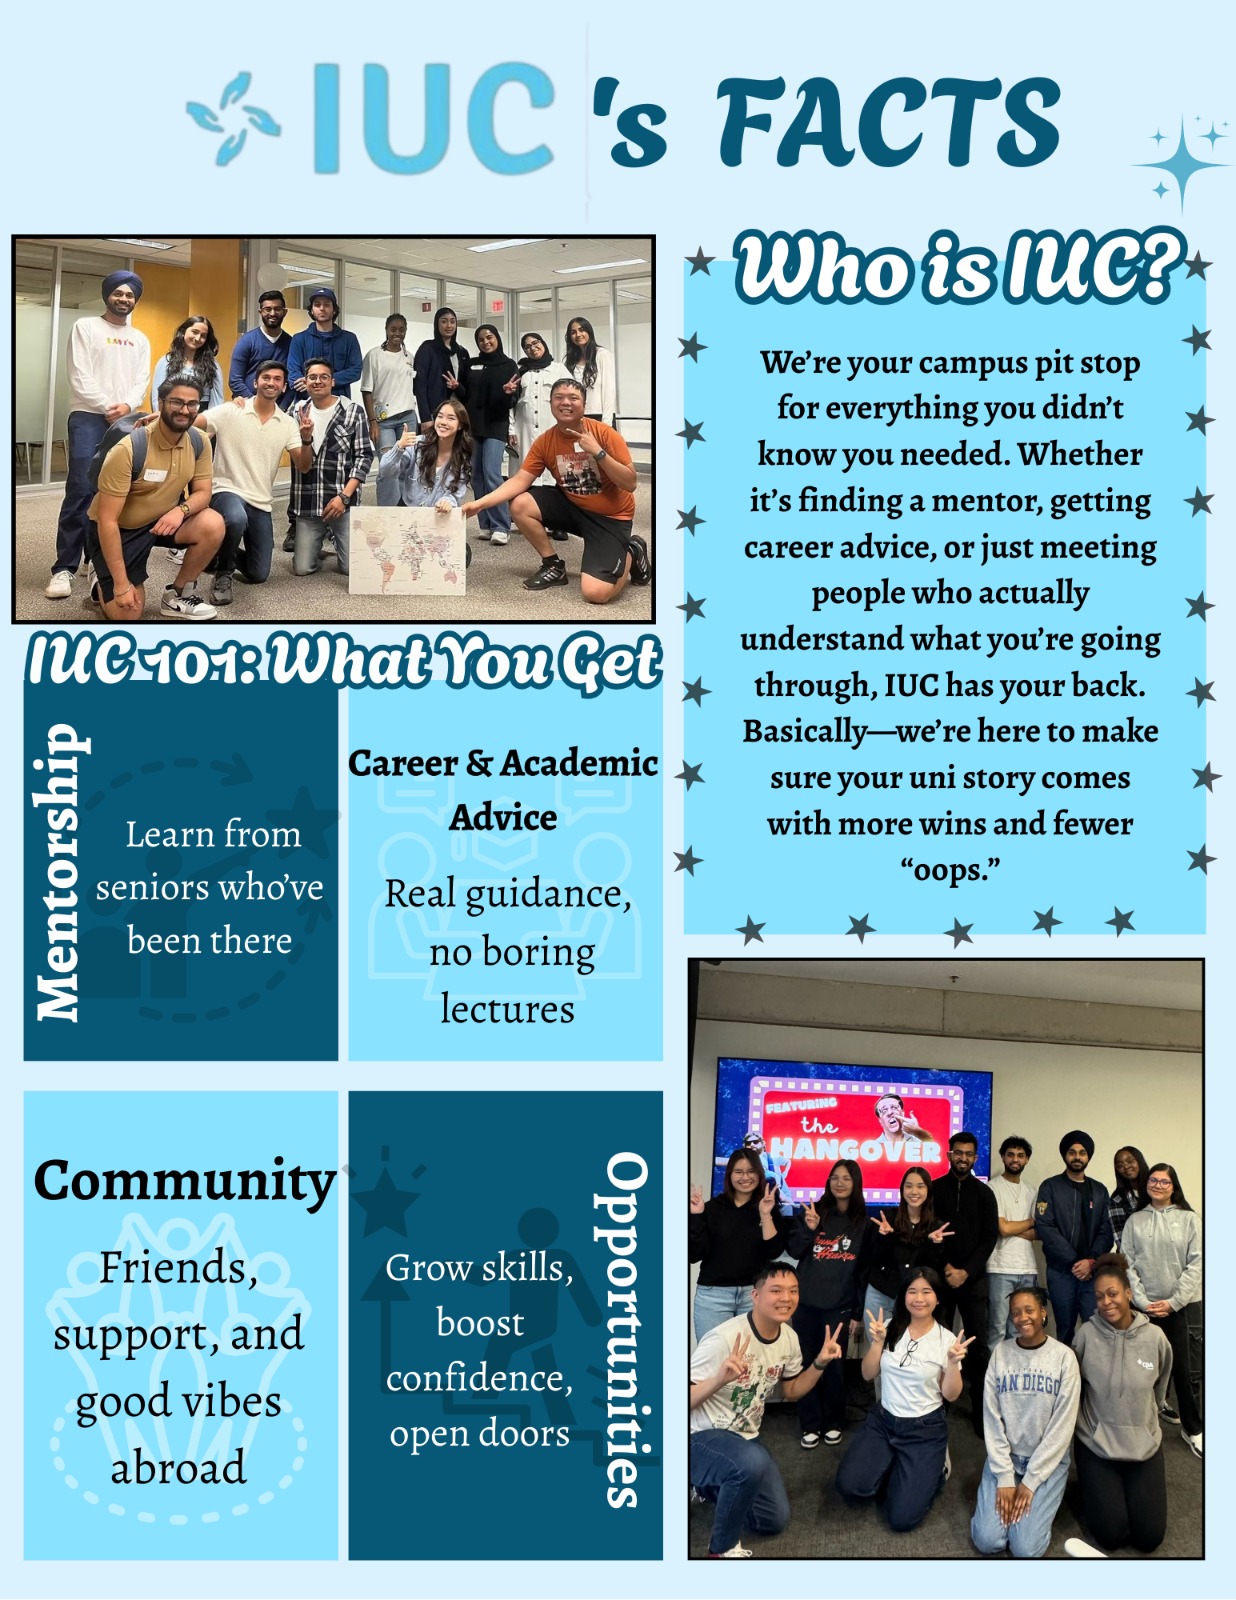 IUC's FACTS
Who is IUC?
We're your campus pit stop
for everything you didn't
know you needed. Whether
it's finding a mentor, getting
career advice, or just meeting
people who actually
understand what you're going
through, IUC has your back.
Basically—we're here to make
sure your uni story comes
with more wins and fewer
“oops.”
IUC 101: What You Get
Mentorship
Learn from
seniors who've
been there
Career & Academic
Advice
Real guidance,
no boring
lectures
Community
Friends,
support, and
good vibes
abroad
Opportunities
Grow skills,
boost
confidence,
open doors
FEATURING
the
HANGOVER
SAN DIEGO